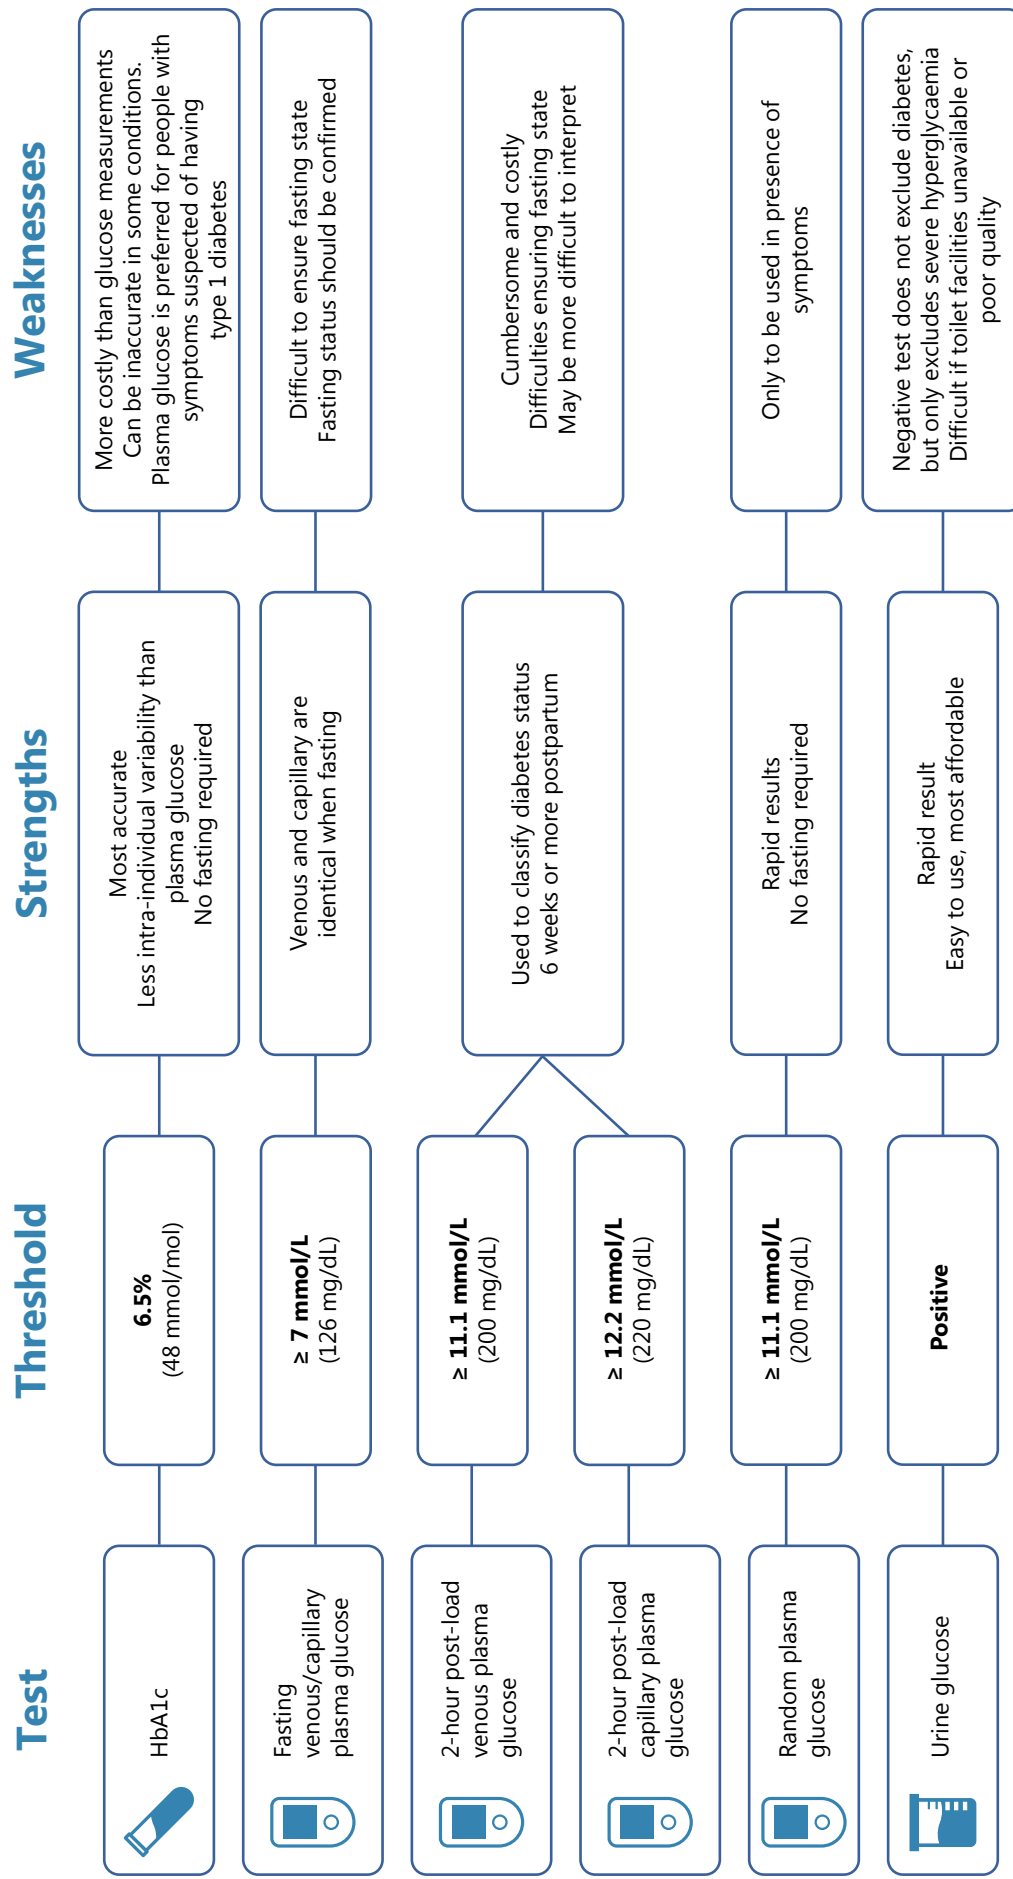 Test
Threshold
Strengths
Weaknesses
HbA1c
6.5%
(48 mmol/mol)
Most accurate
Less intra-individual variability than
plasma glucose
No fasting required
More costly than glucose measurements
Can be inaccurate in some conditions.
Plasma glucose is preferred for people with
symptoms suspected of having
type 1 diabetes
Fasting
venous/capillary
plasma glucose
≥ 7 mmol/L
(126 mg/dL)
Venous and capillary are
identical when fasting
Difficult to ensure fasting state
Fasting status should be confirmed
2-hour post-load
venous plasma
glucose
≥ 11.1 mmol/L
(200 mg/dL)
2-hour post-load
capillary plasma
glucose
≥ 12.2 mmol/L
(220 mg/dL)
Used to classify diabetes status
6 weeks or more postpartum
Cumbersome and costly
Difficulties ensuring fasting state
May be more difficult to interpret
Random plasma
glucose
≥ 11.1 mmol/L
(200 mg/dL)
Rapid results
No fasting required
Only to be used in presence of
symptoms
Urine glucose
Positive
Rapid result
Easy to use, most affordable
Negative test does not exclude diabetes,
but only excludes severe hyperglycaemia
Difficult if toilet facilities unavailable or
poor quality